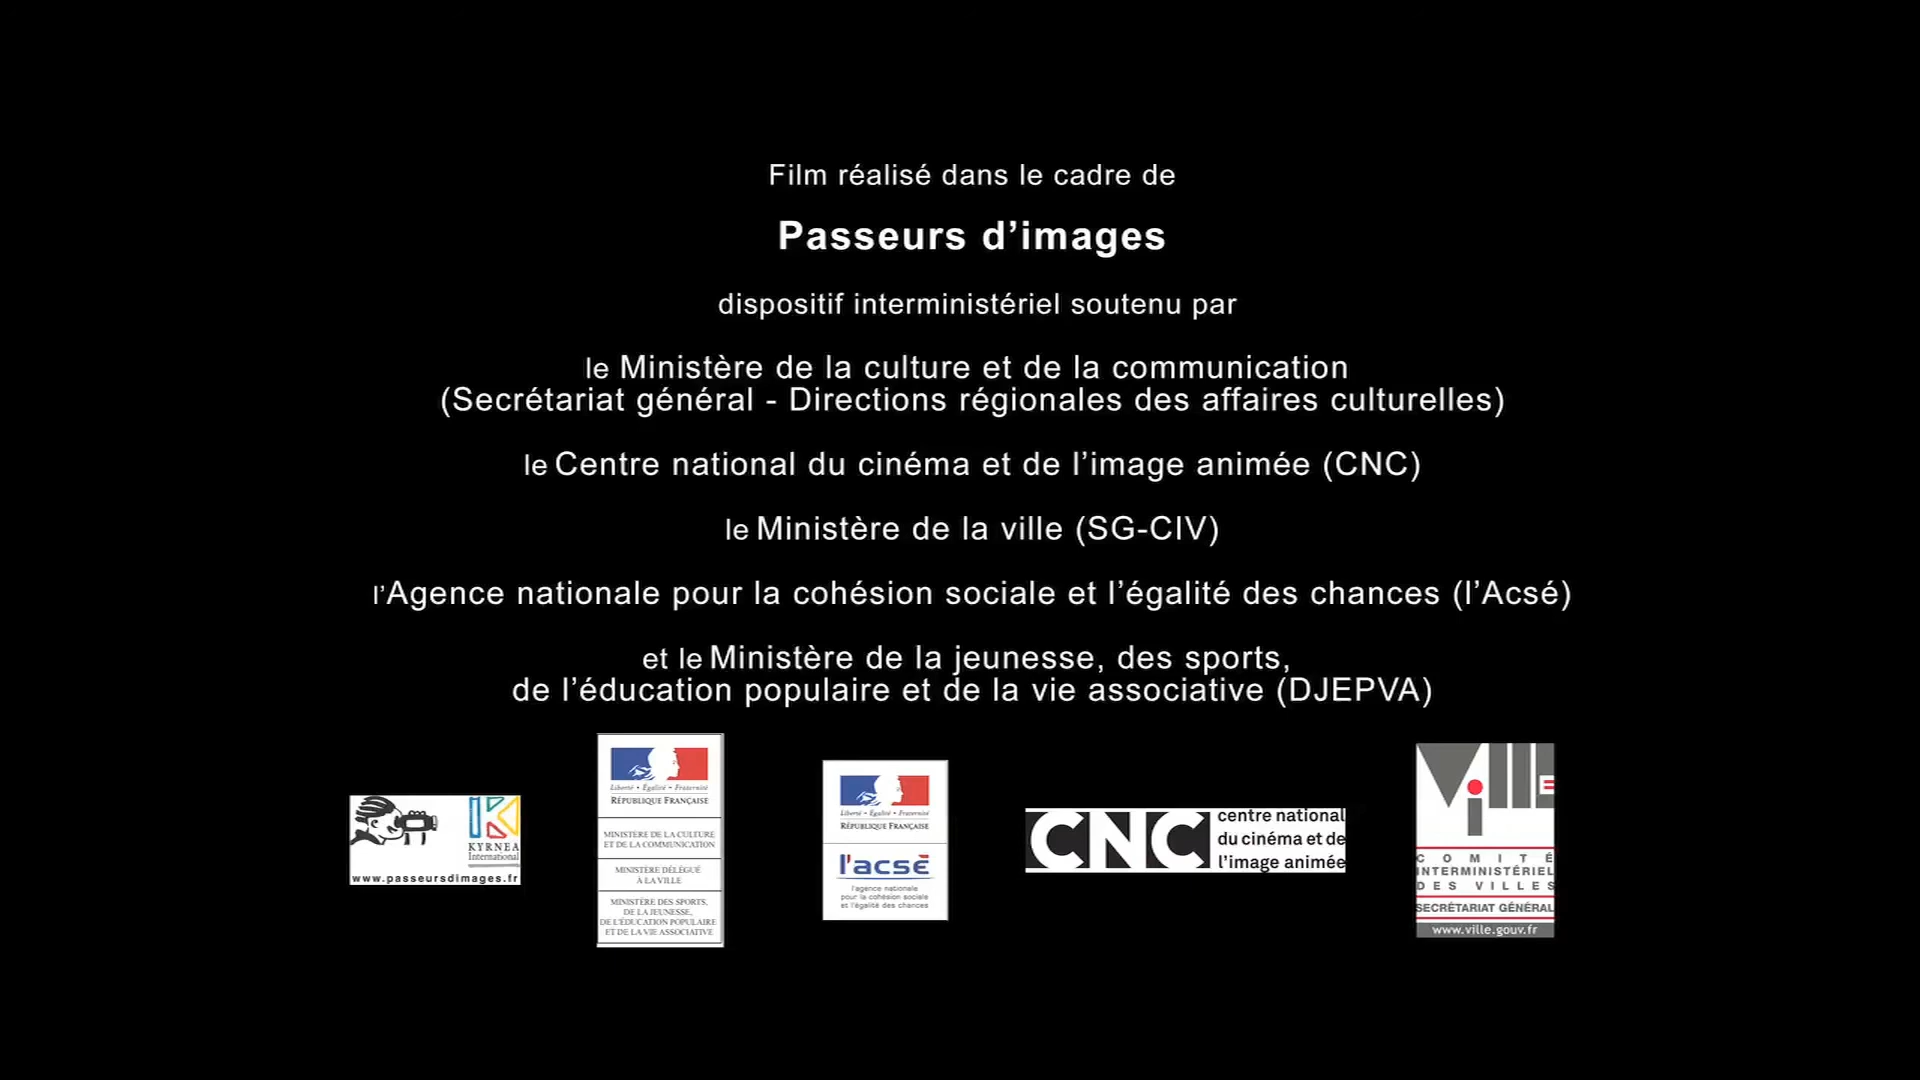 Film réalisé dans le cadre de
Passeurs d’images
dispositif interministériel soutenu par
le Ministère de la culture et de la communication
(Secrétariat général - Directions régionales des affaires culturelles)
le Centre national du cinéma et de l’image animée (CNC)
le Ministère de la ville (SG-CIV)
l’Agence nationale pour la cohésion sociale et l’égalité des chances (l’Acsé)
et le Ministère de la jeunesse, des sports,
de l’éducation populaire et de la vie associative (DJEPVA)
K
KYRNEA
International
www.passeursdimages.fr
Liberté • Égalité • Fraternité
RÉPUBLIQUE FRANÇAISE
MINISTÈRE DE LA CULTURE
ET DE LA COMMUNICATION
MINISTÈRE DÉLÉGUÉ
À LA VILLE
MINISTÈRE DES SPORTS,
DE LA JEUNESSE,
DE L'ÉDUCATION POPULAIRE
ET DE LA VIE ASSOCIATIVE
Liberté • Égalité • Fraternité
RÉPUBLIQUE FRANÇAISE
l'acsé
l'agence nationale
pour la cohésion sociale
et l'égalité des chances
CNC
centre national
du cinéma et de
l’image animée
VillE
COMITÉ
INTERMINISTÉRIEL
DES VILLES
SECRÉTARIAT GÉNÉRAL
www.ville.gouv.fr